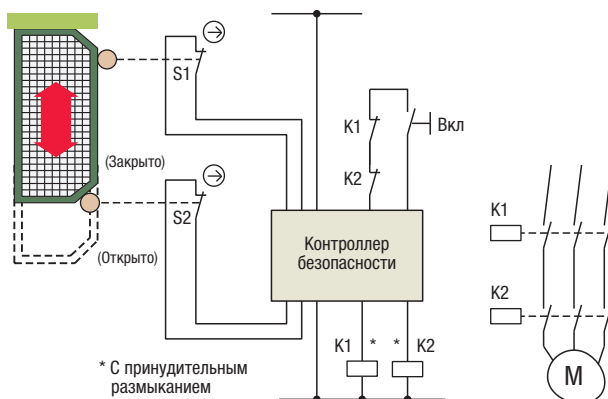 S1
K1
Вкл
K2
(Закрыто)
S2
K1
(Открыто)
Контроллер
безопасности
K2
K1 * * K2
* С принудительным
размыканием
M